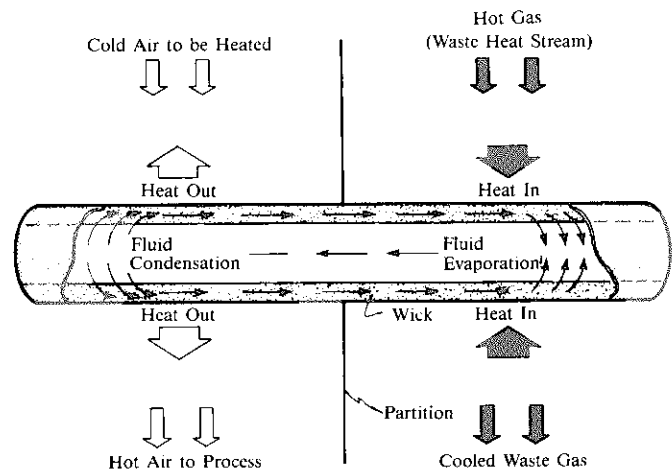 Hot Gas
Cold Air to be Heated
(Waste Heat Stream)
Heat Out
Heat In
Fluid
Condensation
Fluid
Evaporation
Heat Out
Wick
Heat In
Partition
Hot Air to Process
Cooled Waste Gas